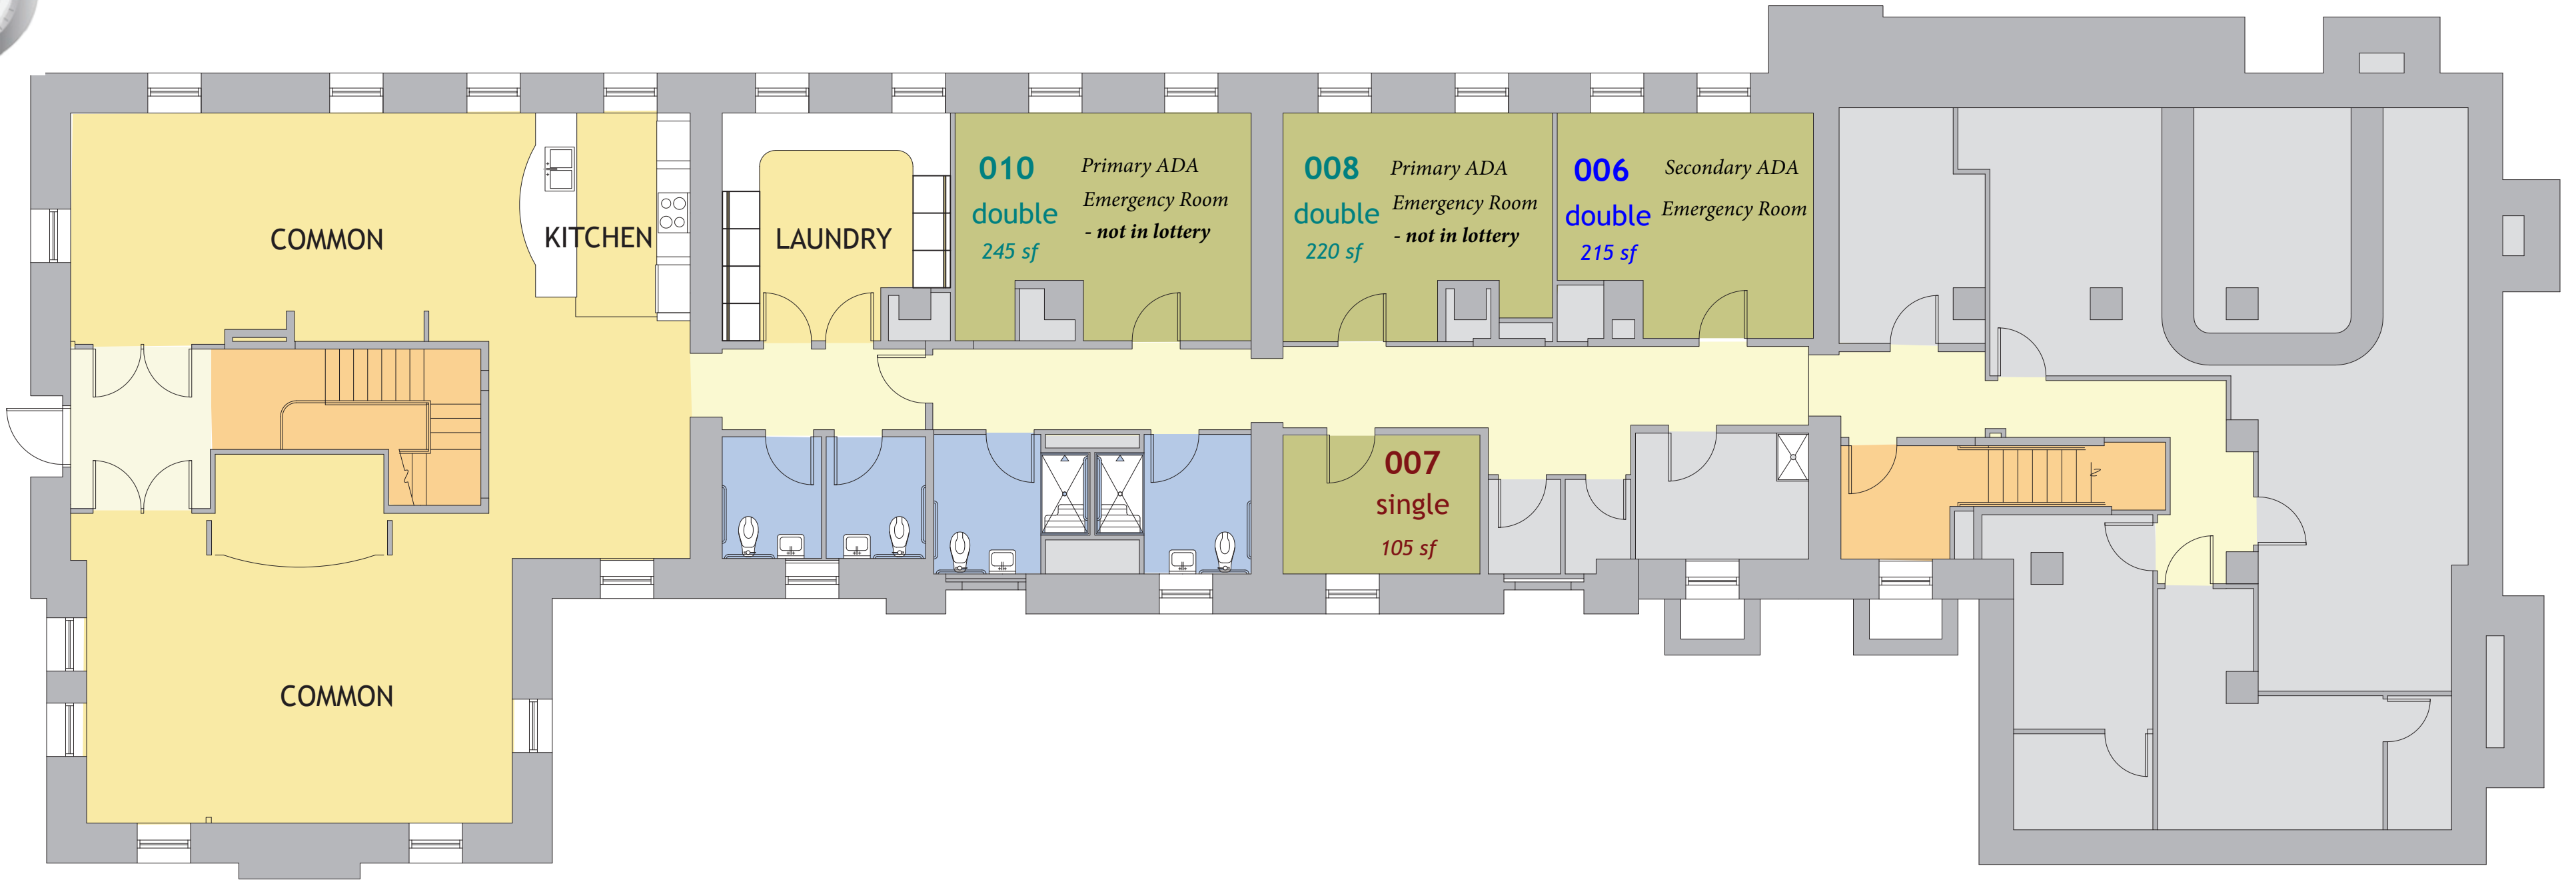 COMMON
KITCHEN
LAUNDRY
010
double
245 sf
Primary ADA
Emergency Room
- not in lottery
008
double
220 sf
Primary ADA
Emergency Room
- not in lottery
006
double
215 sf
Secondary ADA
Emergency Room
007
single
105 sf
COMMON